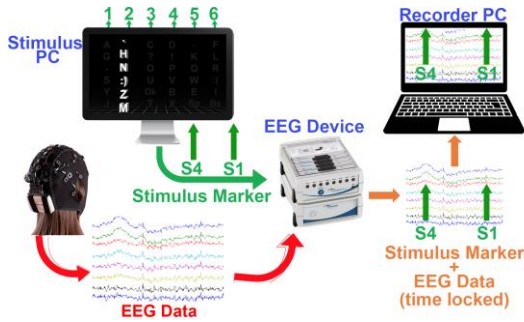 1 2 3 4 5 6
Stimulus
PC
H
N
:)
Z
M
S4 S1
Stimulus Marker
EEG Device
Recorder PC
S4
S1
EEG Data
S4 S1
Stimulus Marker
+
EEG Data
(time locked)